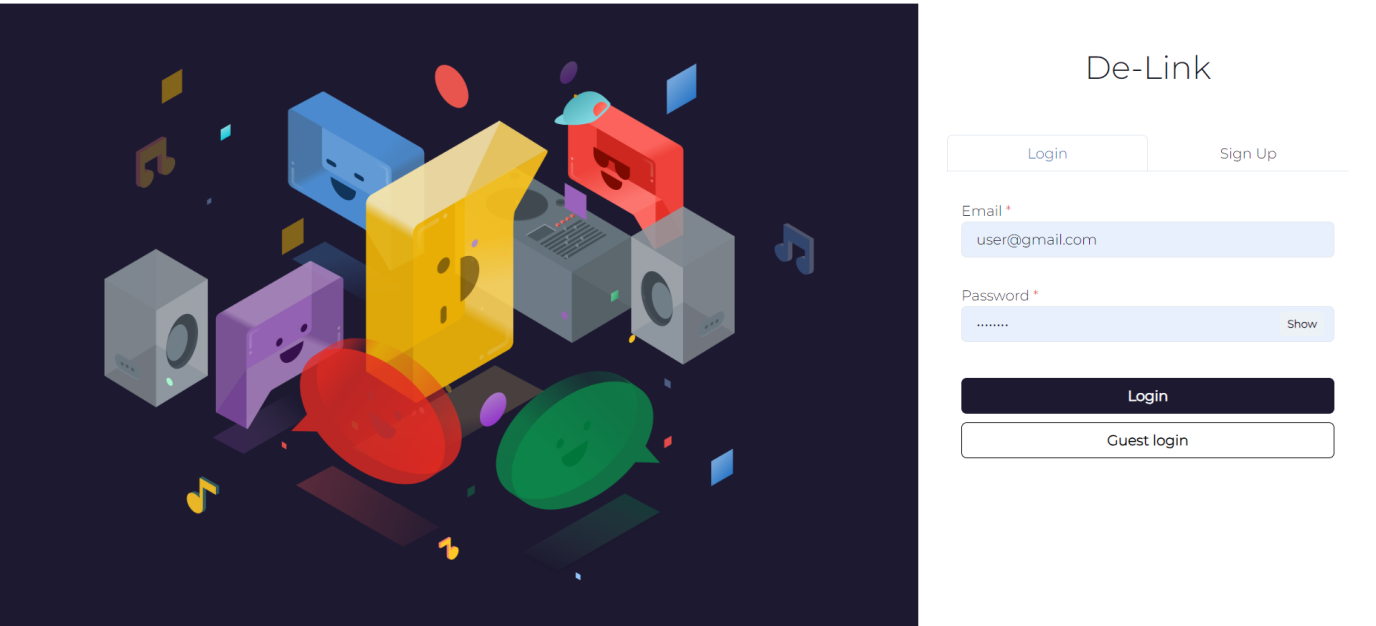 De-Link
Login Sign Up
Email *
user@gmail.com
Password *
········ Show
Login
Guest login